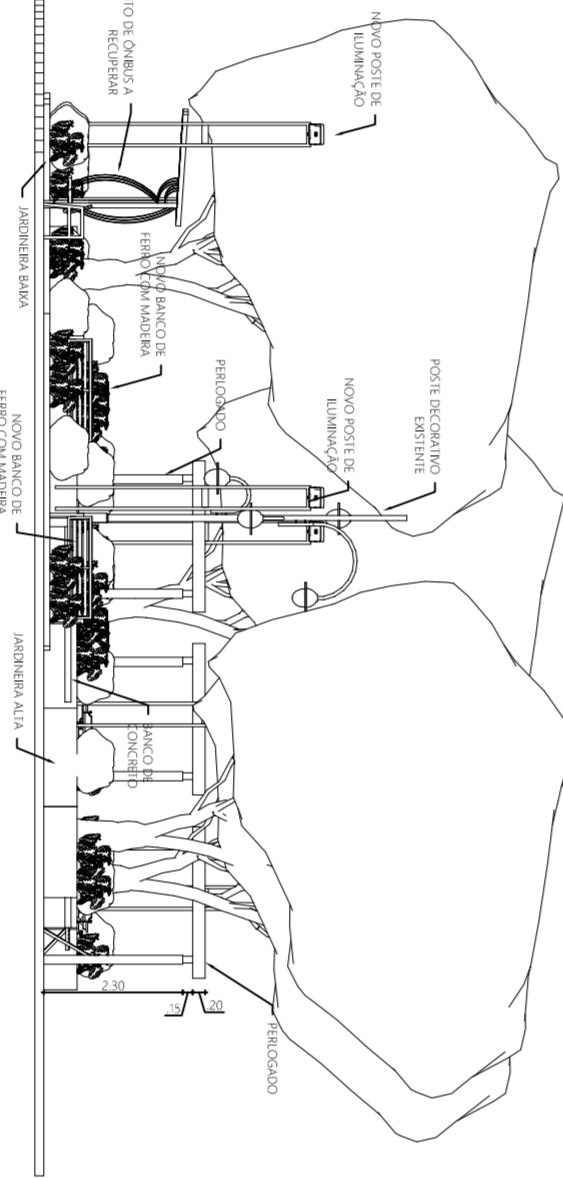 NOVO POSTE DE
ILUMINAÇÃO
TO DE ÔNIBUS A
RECUPERAR
JARDINEIRA BAIXA
NOVO BANCO DE
FERRO COM MADEIRA
POSTE DECORATIVO
EXISTENTE
NOVO POSTE DE
ILUMINAÇÃO
PERLOGADO
NOVO BANCO DE
FERRO COM MADEIRA
BANCO DE
CONCRETO
JARDINEIRA ALTA
PERLOGADO
2.30
.15
.20